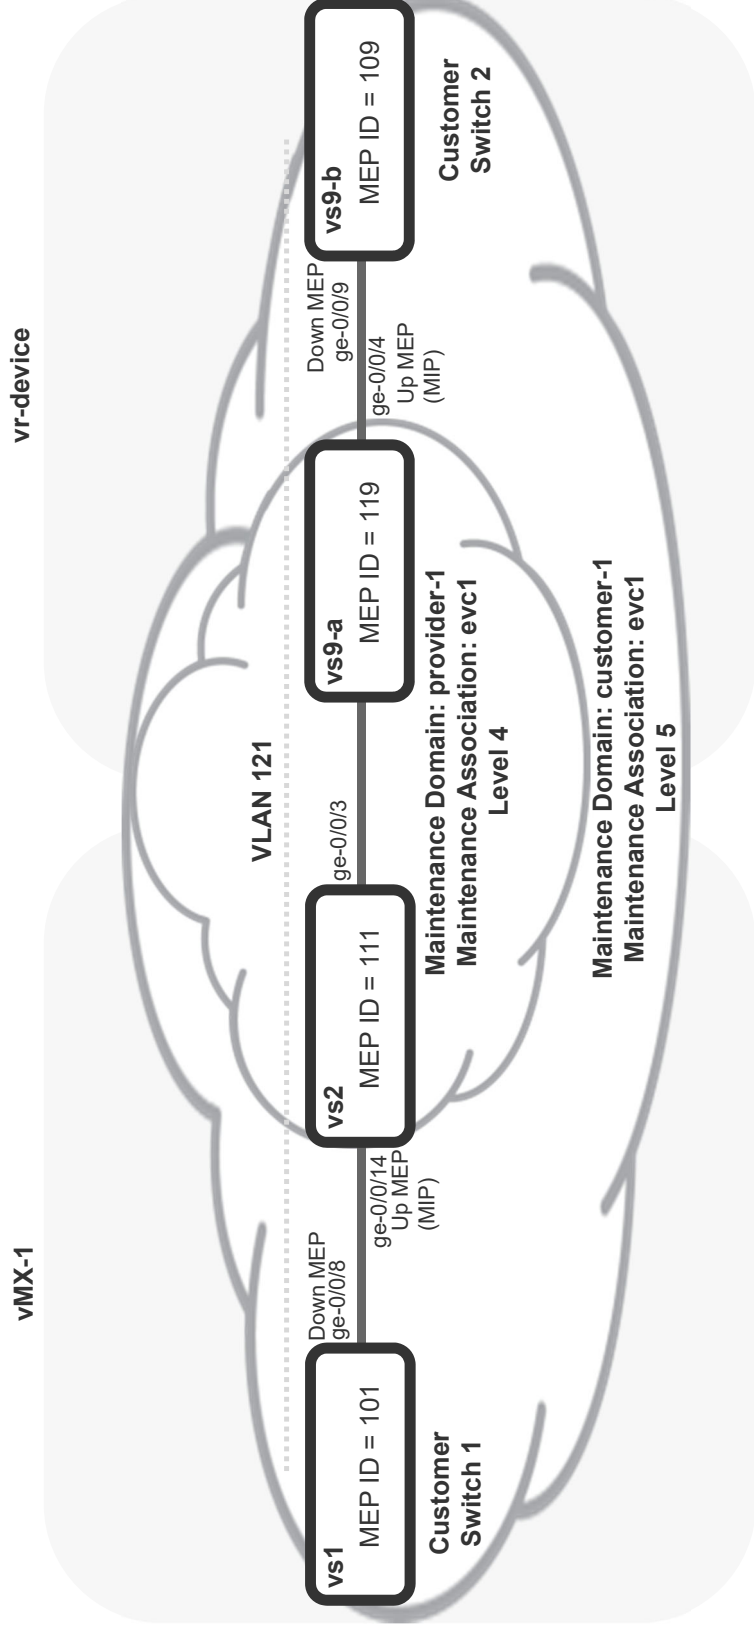 vMX-1
vr-device
VLAN 121
Down MEP
ge-0/0/8
ge-0/0/3
Down MEP
ge-0/0/9
vs1
MEP ID = 101
vs2
MEP ID = 111
vs9-a
MEP ID = 119
vs9-b
MEP ID = 109
ge-0/0/14
Up MEP
(MIP)
ge-0/0/4
Up MEP
(MIP)
Customer
Switch 1
Maintenance Domain: provider-1
Maintenance Association: evc1
Level 4
Customer
Switch 2
Maintenance Domain: customer-1
Maintenance Association: evc1
Level 5